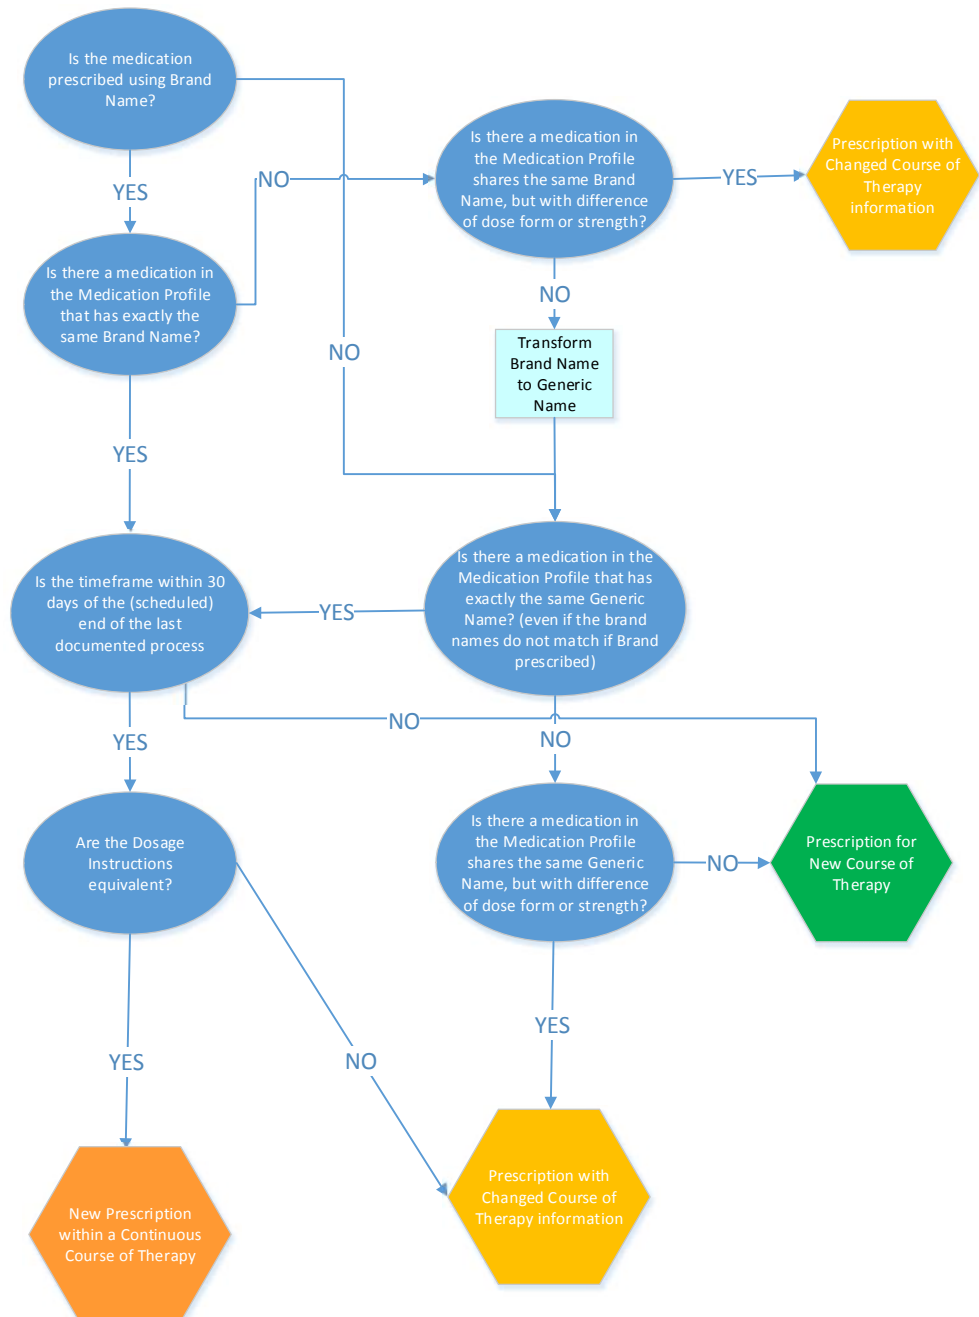 Is the medication
prescribed using Brand
Name?
Is there a medication in
the Medication Profile
shares the same Brand
Name, but with difference
of dose form or strength?
Prescription with
Changed Course of
Therapy
information
YES
NO
YES
Is there a medication in
the Medication Profile
that has exactly the
same Brand Name?
NO
Transform
Brand Name
to Generic
Name
NO
YES
Is the timeframe within 30
days of the (scheduled)
end of the last
documented process
YES
Is there a medication in the
Medication Profile that has
exactly the same Generic
Name? (even if the brand
names do not match if Brand
prescribed)
NO
YES
NO
Are the Dosage
Instructions
equivalent?
Is there a medication in
the Medication Profile
shares the same Generic
Name, but with difference
of dose form or strength?
NO
Prescription for
New Course of
Therapy
YES
YES
NO
New Prescription
within a Continuous
Course of Therapy
Prescription with
Changed Course of
Therapy information